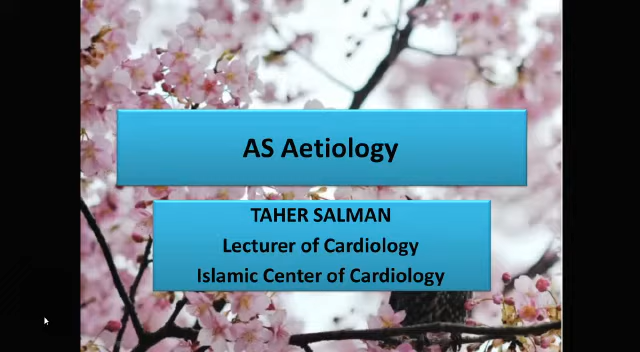 AS Aetiology
TAHER SALMAN
Lecturer of Cardiology
Islamic Center of Cardiology